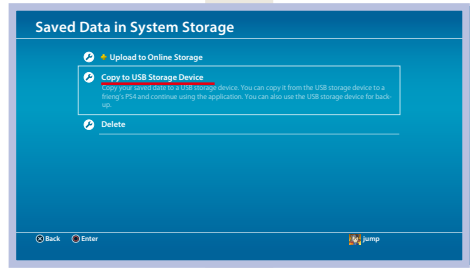 Saved Data in System Storage
Upload to Online Storage
Copy to USB Storage Device
Copy your saved date to a USB storage device. You can copy it from the USB storage device to a
frieng's PS4 and continue using the application. You can also use the USB storage device for back-
up.
Delete
Back Enter jump